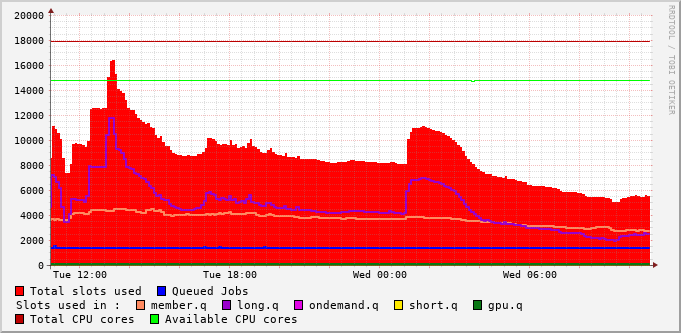 RRDTOOL / TOBI OETIKER
20000
18000
16000
14000
12000
10000
8000
6000
4000
2000
0
Tue 12:00 Tue 18:00 Wed 00:00 Wed 06:00
Total slots used Queued Jobs
Slots used in : member.q long.q ondemand.q short.q gpu.q
Total CPU cores Available CPU cores